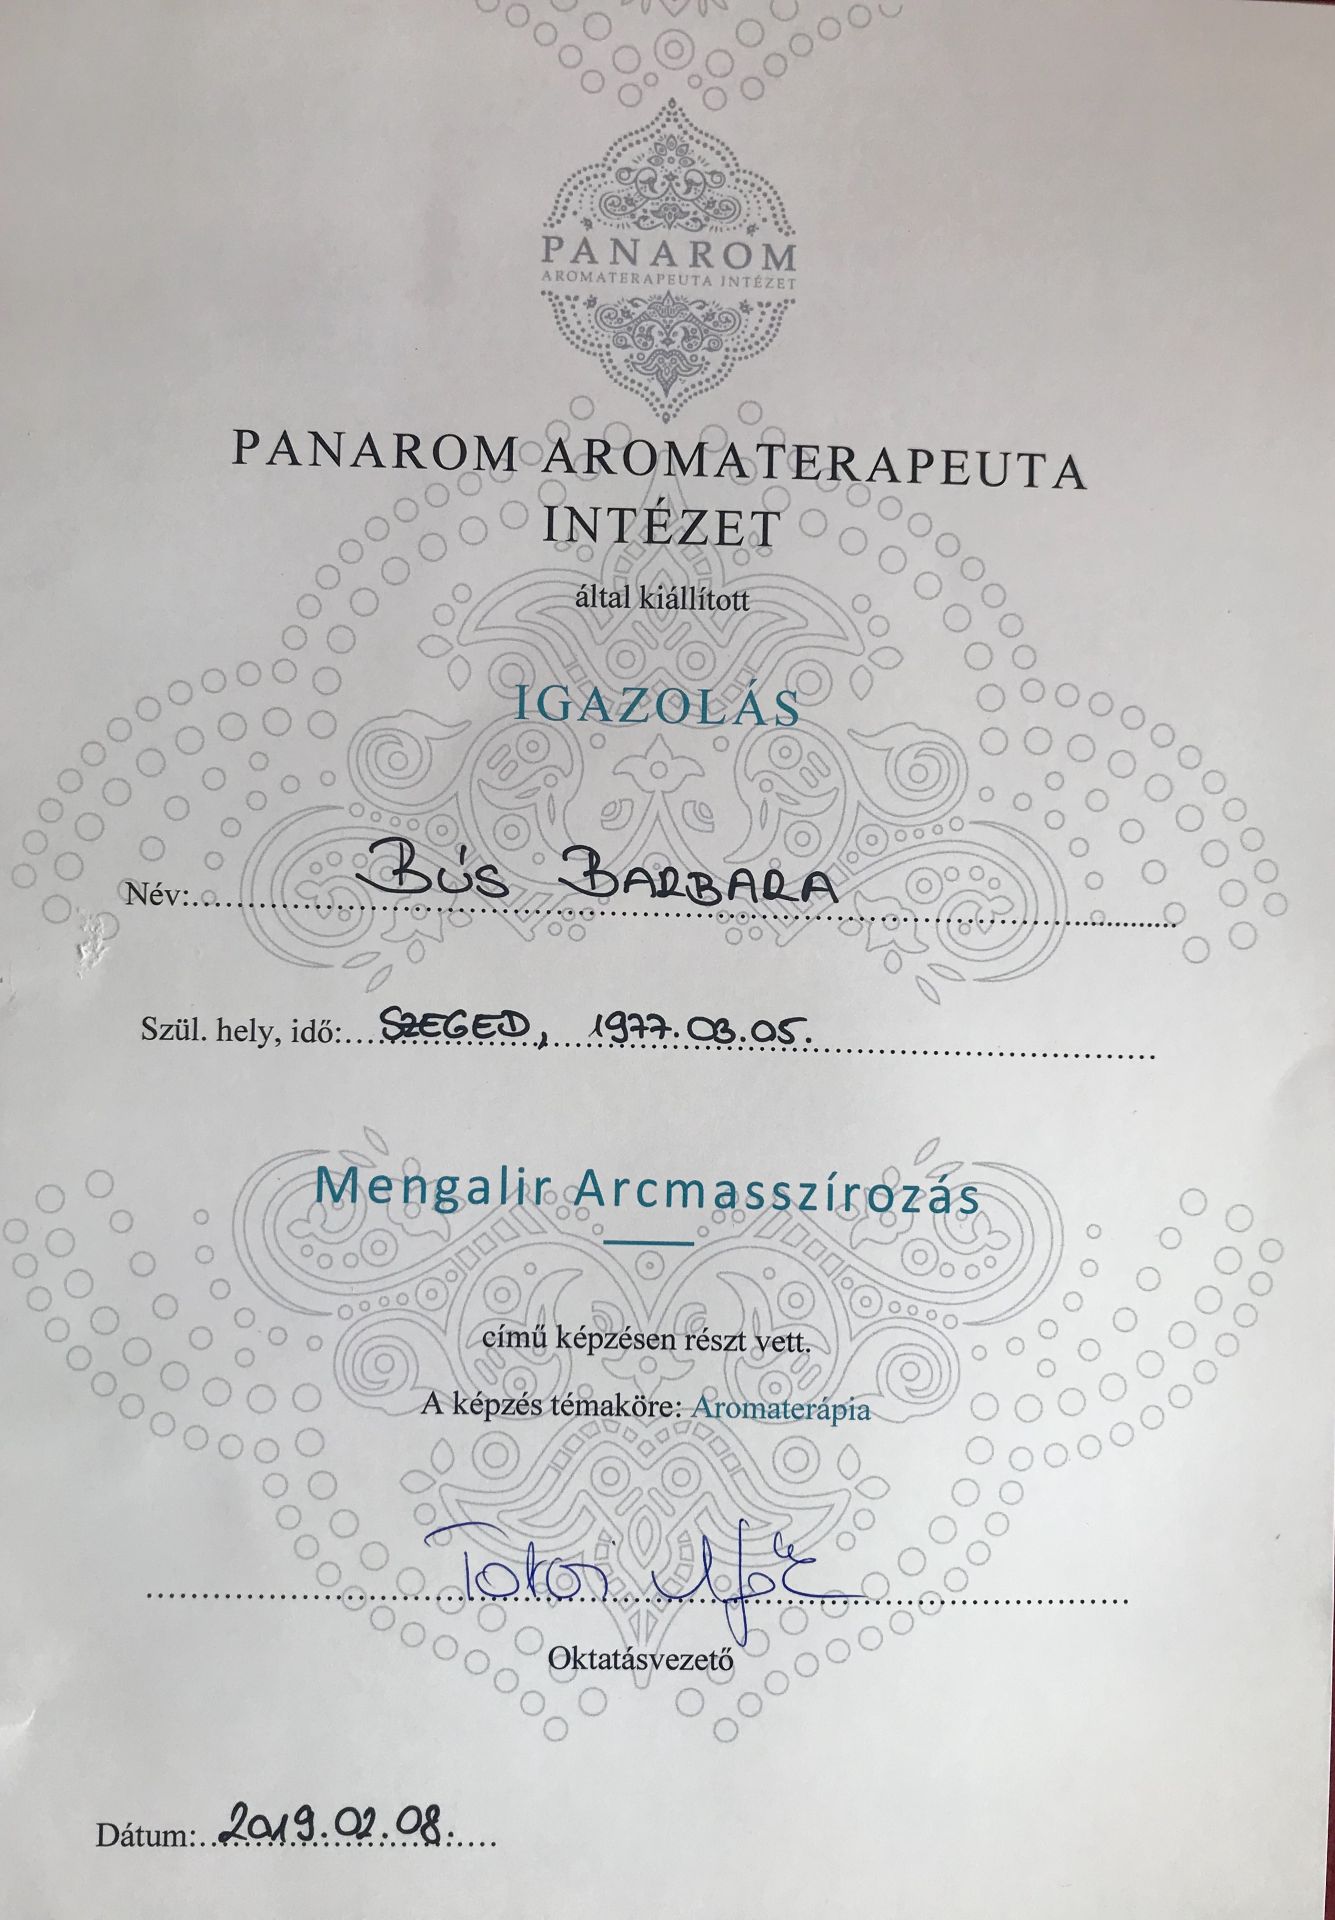 PANAROM
AROMATERAPEUTA INTÉZET
PANAROM AROMATERAPEUTA
INTÉZET
által kiállított
IGAZOLÁS
Név: BÚS BARBARA
Szül. hely, idő: SZEGED, 1977.03.05.
Mengalir Arcmasszírozás
című képzésen részt vett.
A képzés témaköre: Aromaterápia
Oktatásvezető
Dátum: 2019.02.08.